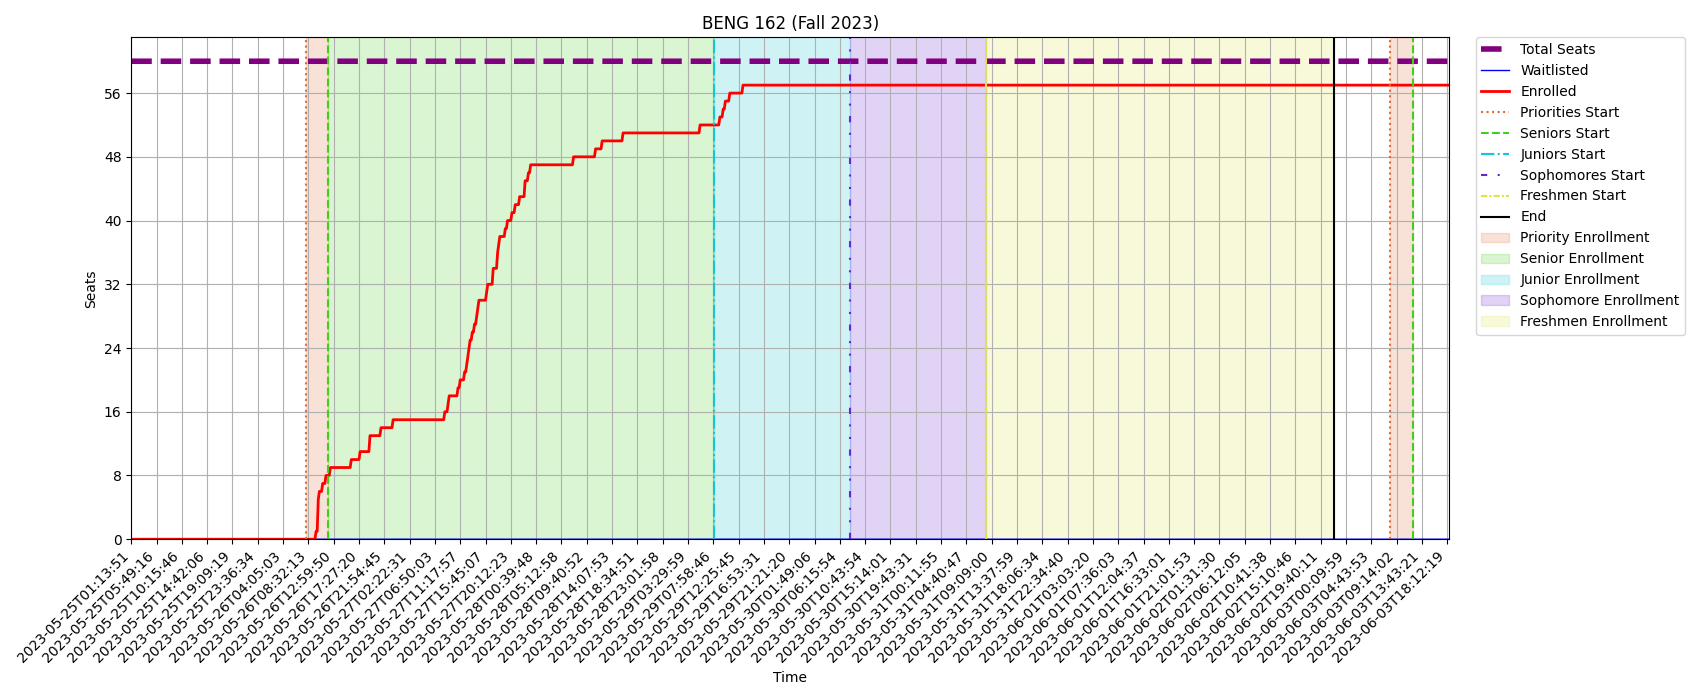 BENG 162 (Fall 2023)
Seats
56
48
40
32
24
16
8
0
2023-05-25T01:13:51
2023-05-25T05:49:16
2023-05-25T10:15:46
2023-05-25T14:42:06
2023-05-25T19:09:19
2023-05-25T23:36:34
2023-05-26T04:05:03
2023-05-26T08:32:13
2023-05-26T12:59:50
2023-05-26T17:27:20
2023-05-26T21:54:45
2023-05-27T02:22:31
2023-05-27T06:50:03
2023-05-27T11:17:57
2023-05-27T15:45:07
2023-05-27T20:12:23
2023-05-28T00:39:48
2023-05-28T05:12:58
2023-05-28T09:40:52
2023-05-28T14:07:53
2023-05-28T18:34:51
2023-05-28T23:01:58
2023-05-29T03:29:59
2023-05-29T07:58:46
2023-05-29T12:25:45
2023-05-29T16:53:31
2023-05-29T21:21:20
2023-05-30T01:49:06
2023-05-30T06:15:54
2023-05-30T10:43:54
2023-05-30T15:14:01
2023-05-30T19:43:31
2023-05-31T00:11:55
2023-05-31T04:40:47
2023-05-31T09:09:00
2023-05-31T13:37:59
2023-05-31T18:06:34
2023-05-31T22:34:40
2023-06-01T03:03:20
2023-06-01T07:36:03
2023-06-01T12:04:37
2023-06-01T16:33:01
2023-06-01T21:01:53
2023-06-02T01:31:30
2023-06-02T06:12:05
2023-06-02T10:41:38
2023-06-02T15:10:46
2023-06-02T19:40:11
2023-06-03T00:09:59
2023-06-03T04:43:53
2023-06-03T09:14:02
2023-06-03T13:43:21
2023-06-03T18:12:19
Time
Total Seats
Waitlisted
Enrolled
Priorities Start
Seniors Start
Juniors Start
Sophomores Start
Freshmen Start
End
Priority Enrollment
Senior Enrollment
Junior Enrollment
Sophomore Enrollment
Freshmen Enrollment